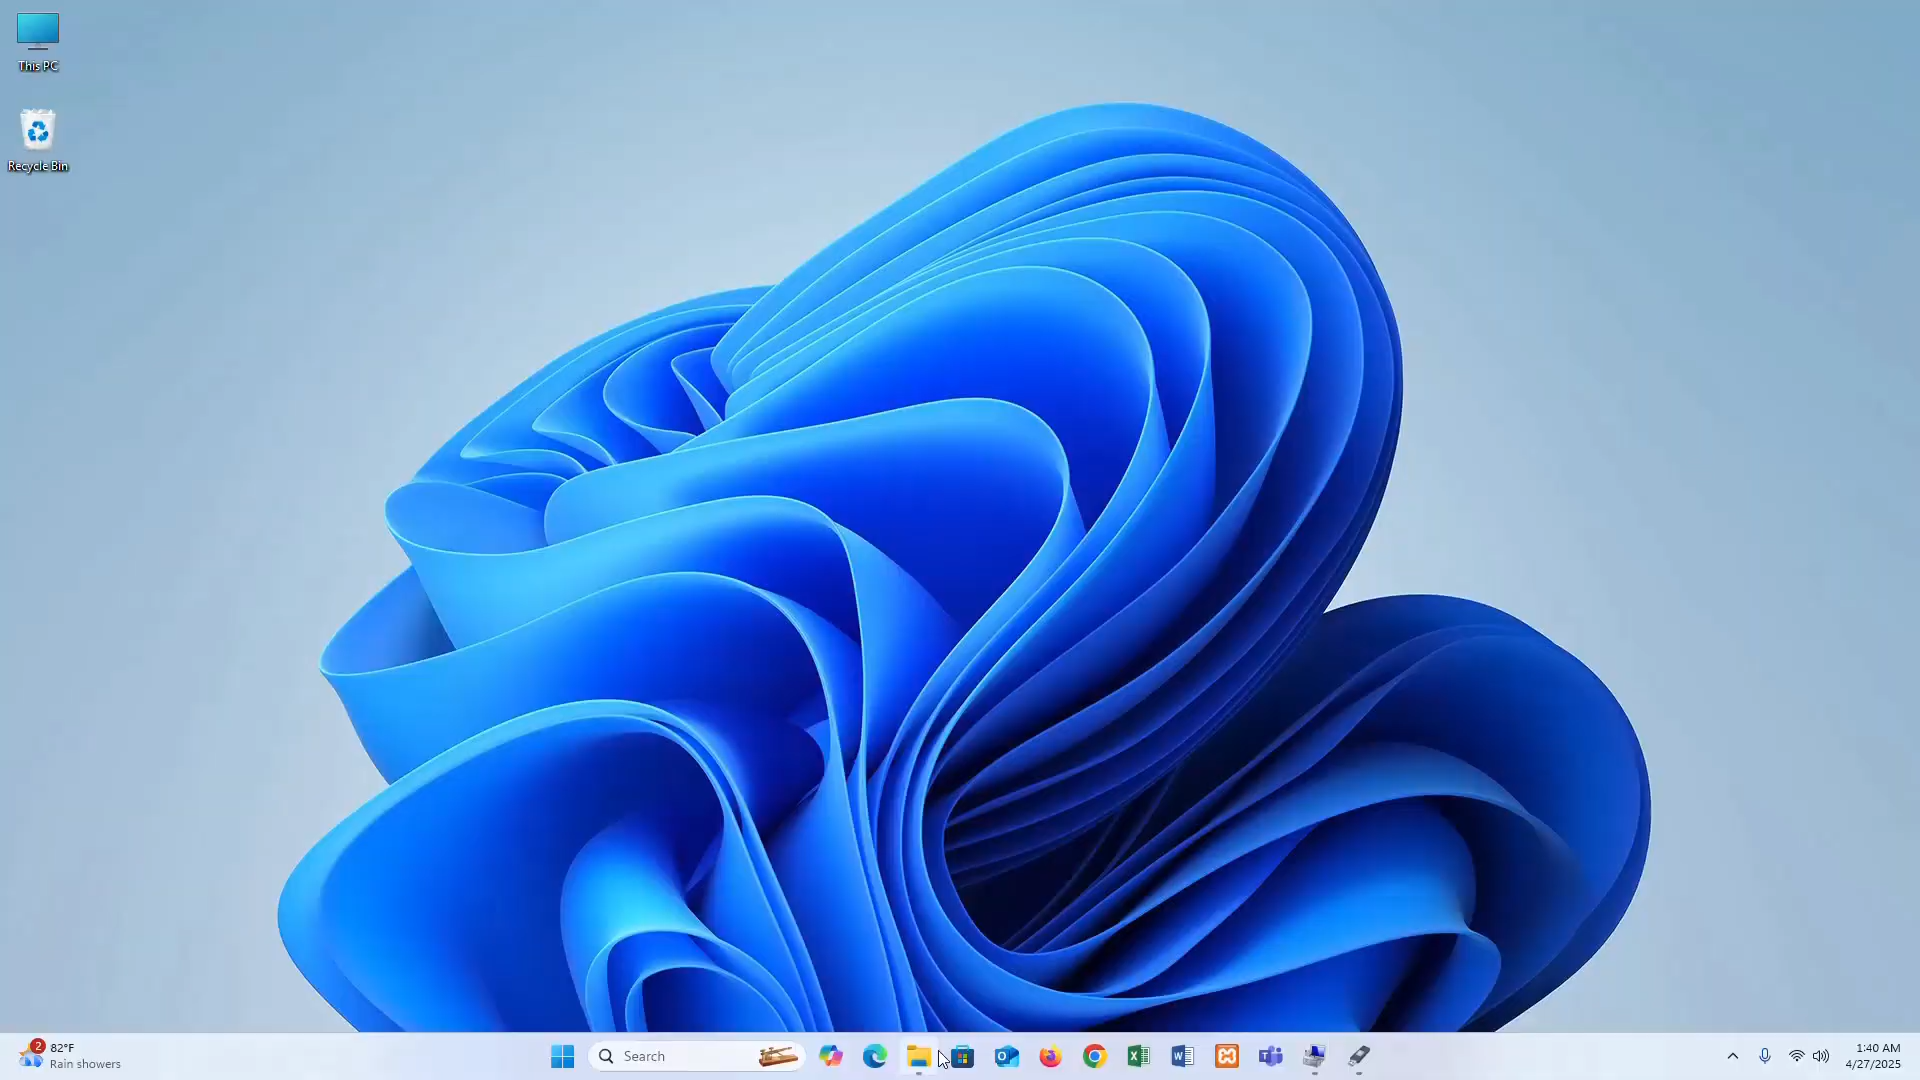 This PC
Recycle Bin
2
82°F
Rain showers
Search
1:40 AM
4/27/2025